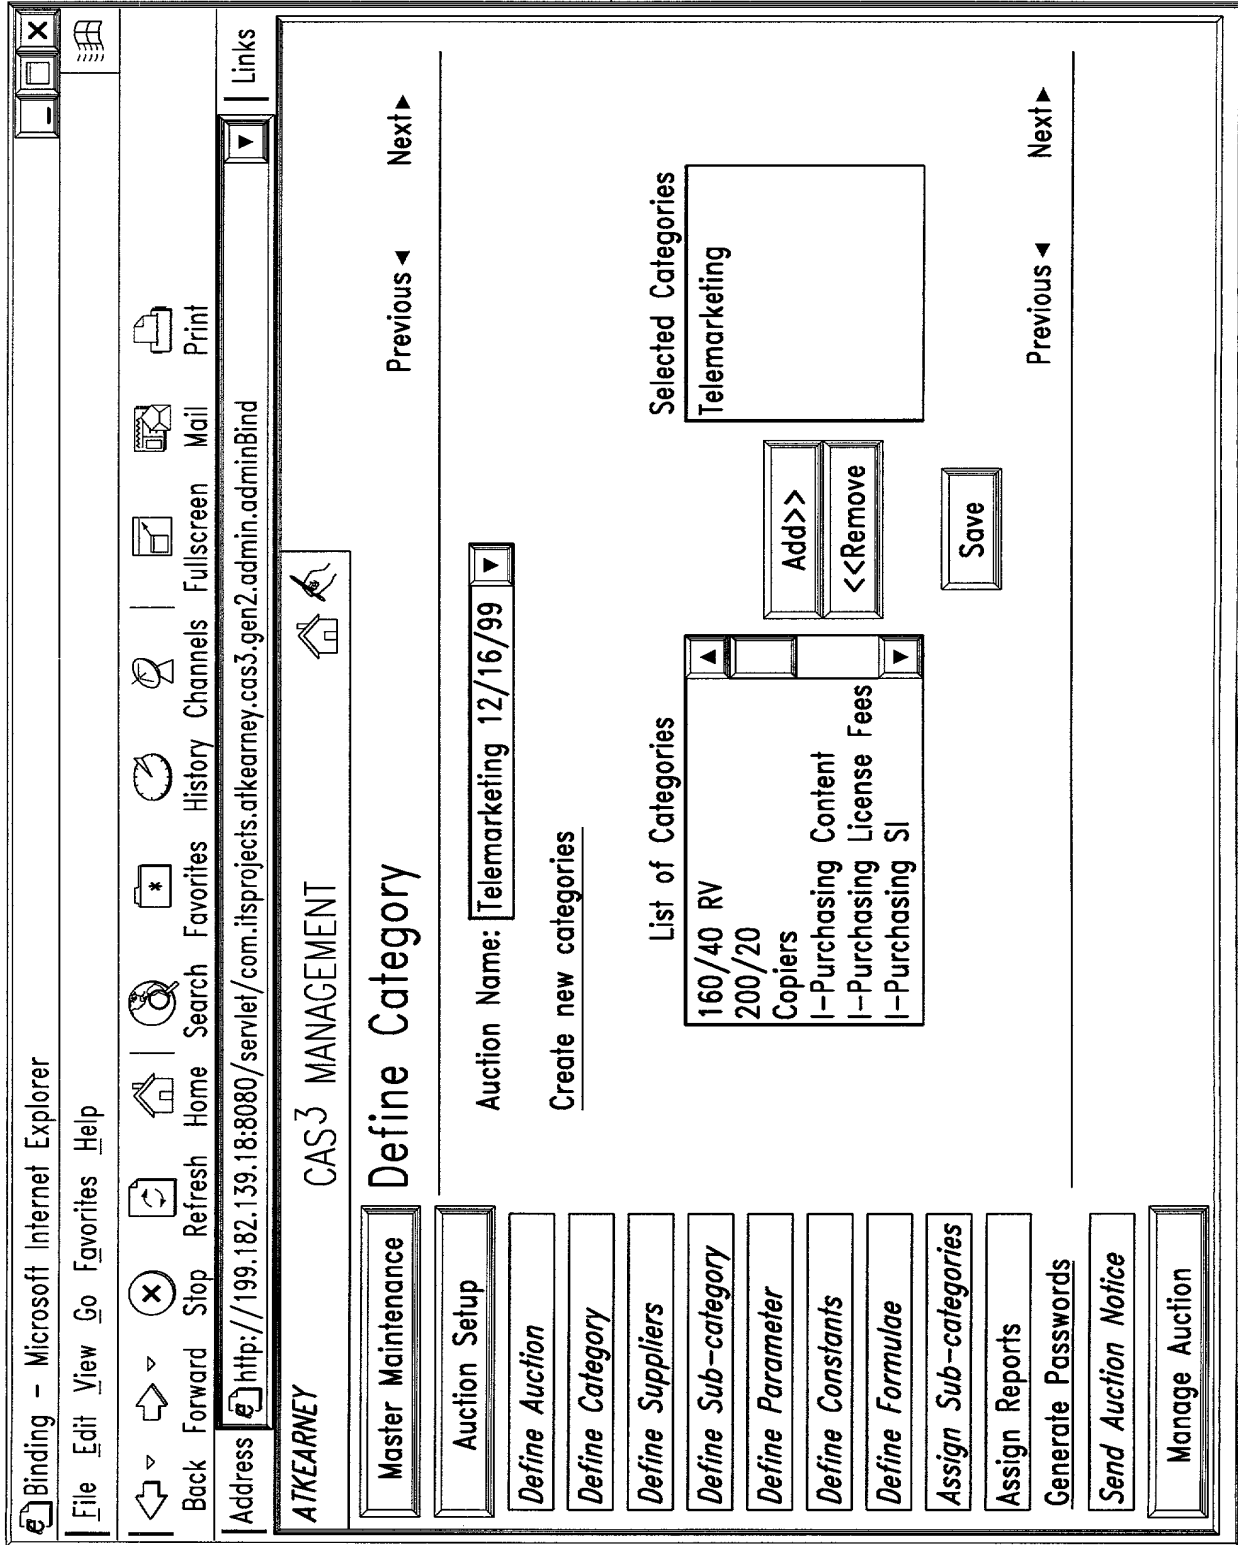 Binding – Microsoft Internet Explorer
File Edit View Go Favorites Help
Back Forward Stop Refresh Home Search Favorites History Channels Fullscreen Mail Print
Address http://199.182.139.18:8080/servlet/com.itsprojects.atkearney.cas3.gen2.admin.adminBind Links
ATKEARNEY CAS3 MANAGEMENT
Master Maintenance
Auction Setup
Define Auction
Define Category
Define Suppliers
Define Sub–category
Define Parameter
Define Constants
Define Formulae
Assign Sub–categories
Assign Reports
Generate Passwords
Send Auction Notice
Manage Auction
Define Category
Previous◄ Next►
Auction Name: Telemarketing 12/16/99
Create new categories
List of Categories
160/40 RV
200/20
Copiers
I–Purchasing Content
I–Purchasing License Fees
I–Purchasing SI
Add>>
<<Remove
Save
Selected Categories
Telemarketing
Previous◄ Next►